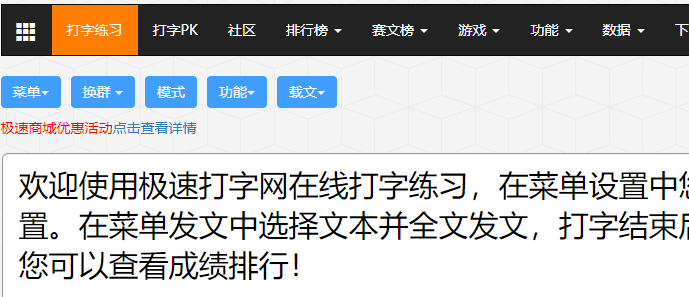 打字练习 打字PK 社区 排行榜 赛文榜 游戏 功能 数据 下
菜单 换群 模式 功能 载文
极速商城优惠活动点击查看详情
欢迎使用极速打字网在线打字练习，在菜单设置中您
置。在菜单发文中选择文本并全文发文，打字结束后
您可以查看成绩排行！